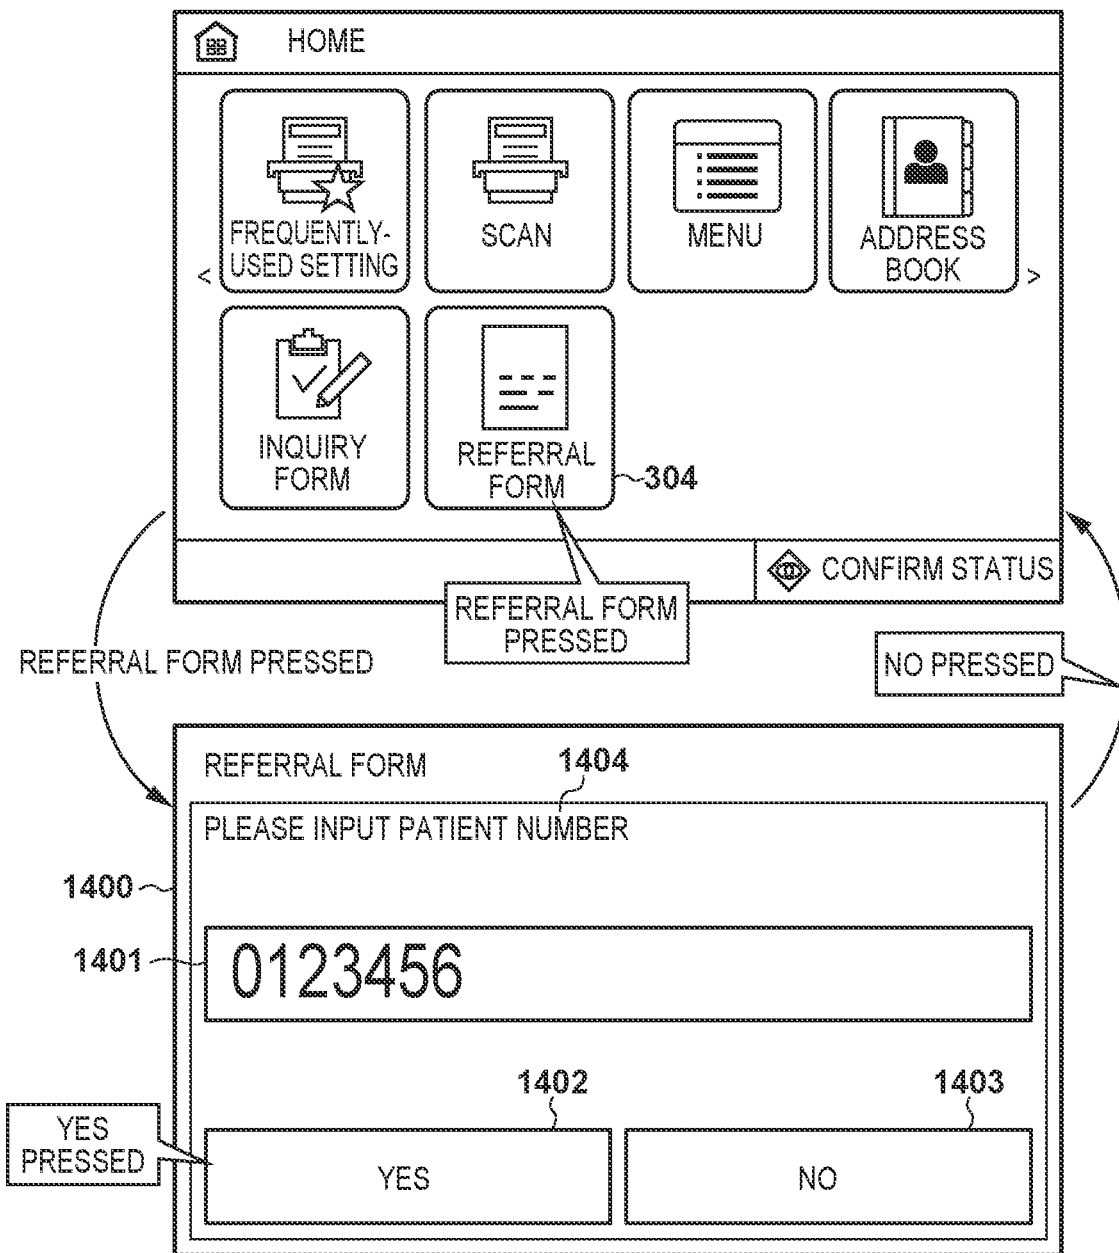 HOME
FREQUENTLY-
USED SETTING
SCAN
MENU
ADDRESS
BOOK
<
>
INQUIRY
FORM
REFERRAL
FORM
304
CONFIRM STATUS
REFERRAL FORM
PRESSED
REFERRAL FORM PRESSED
NO PRESSED
REFERRAL FORM
1404
PLEASE INPUT PATIENT NUMBER
1400
1401
0123456
1402
1403
YES
PRESSED
YES
NO